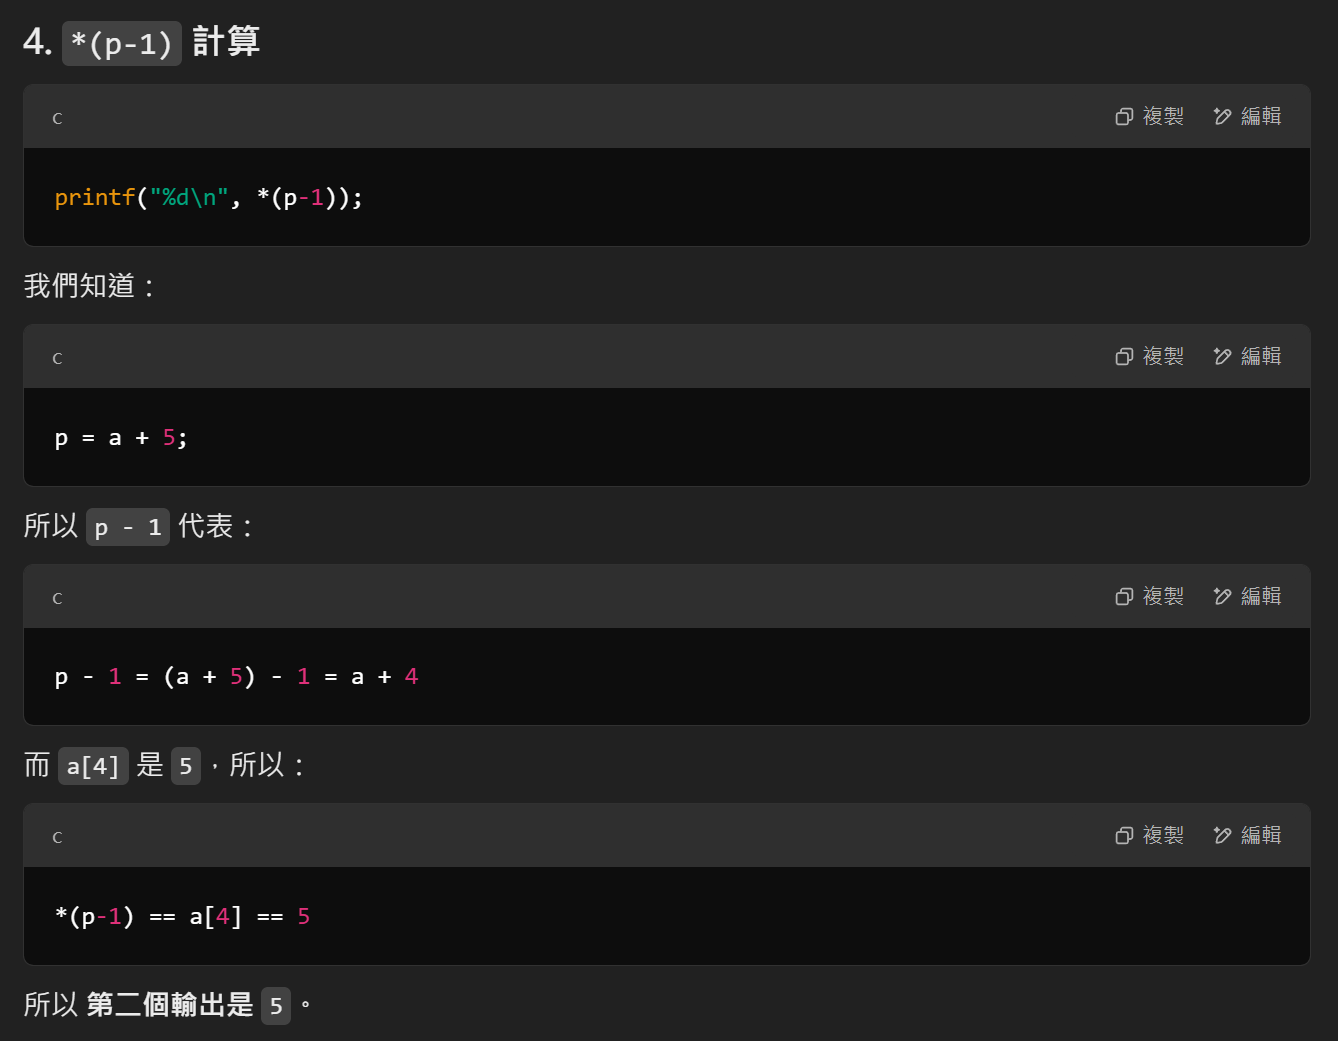 4. *(p-1) 計算
c 複製 編輯
printf("%d\n", *(p-1));
我們知道：
c 複製 編輯
p = a + 5;
所以 p - 1 代表：
c 複製 編輯
p - 1 = (a + 5) - 1 = a + 4
而 a[4] 是 5，所以：
c 複製 編輯
*(p-1) == a[4] == 5
所以 第二個輸出是 5。